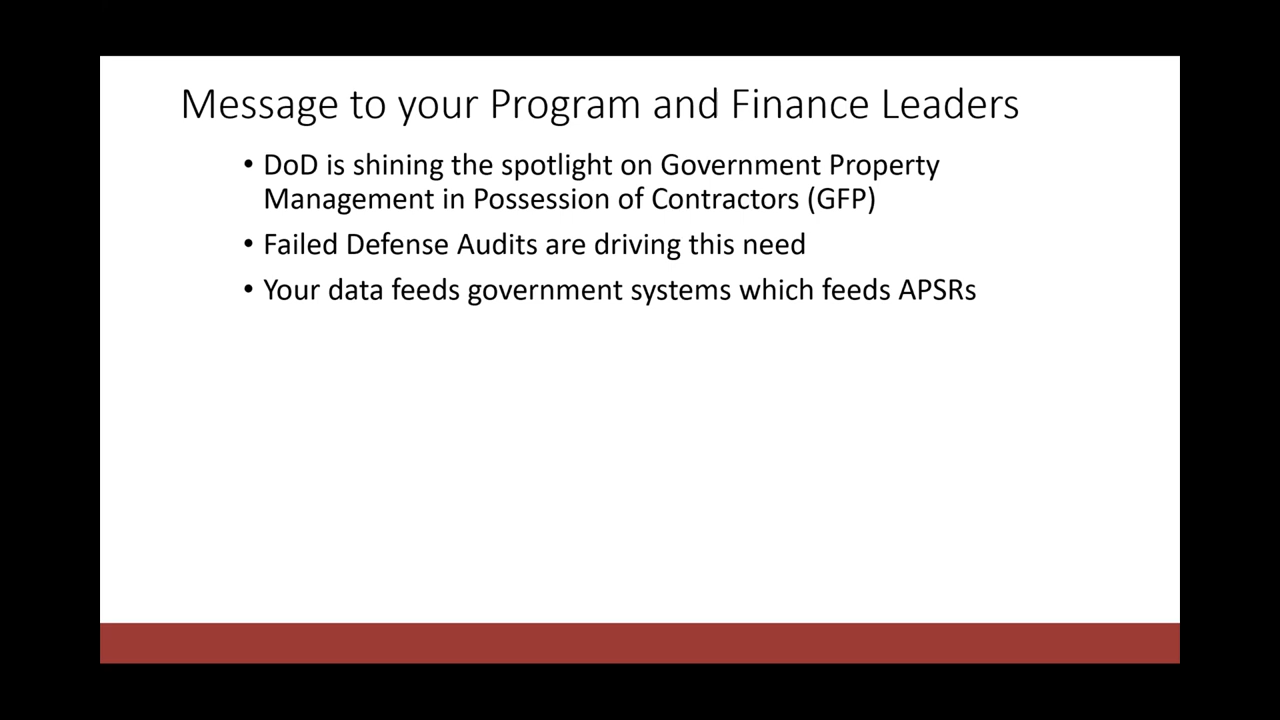 Message to your Program and Finance Leaders
• DoD is shining the spotlight on Government Property
Management in Possession of Contractors (GFP)
• Failed Defense Audits are driving this need
• Your data feeds government systems which feeds APSRs